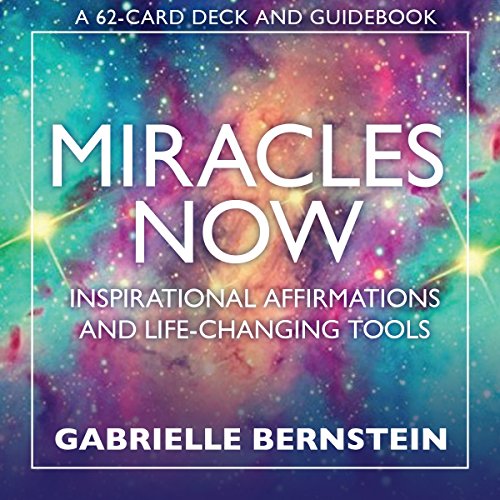 A 62-CARD DECK AND GUIDEBOOK
MIRACLES
NOW
INSPIRATIONAL AFFIRMATIONS
AND LIFE-CHANGING TOOLS
GABRIELLE BERNSTEIN